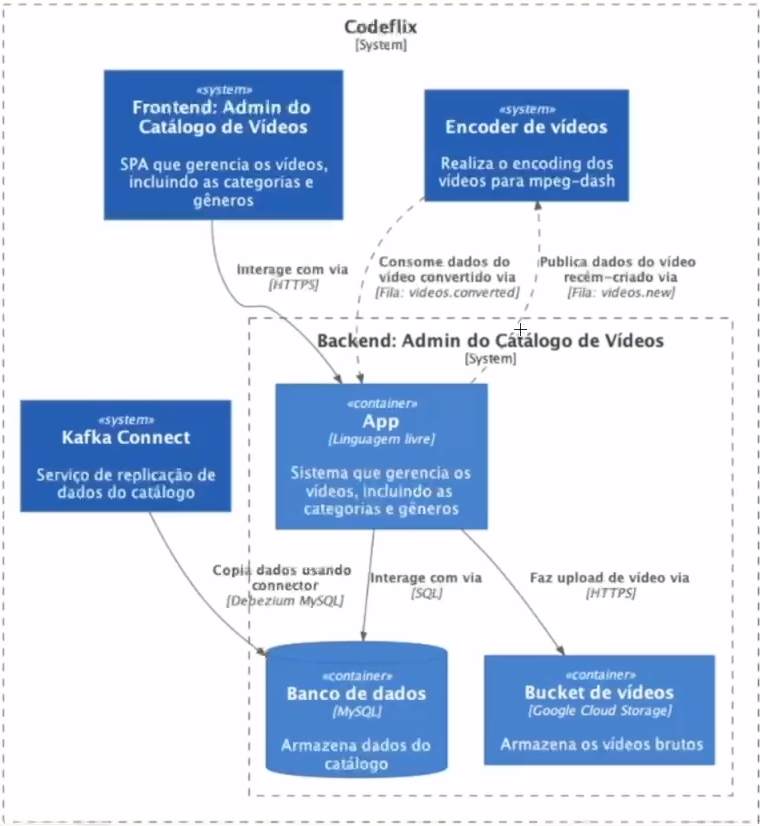 Codeflix
[System]
«system»
Frontend: Admin do
Catálogo de Vídeos
SPA que gerencia os vídeos,
incluindo as categorias e
gêneros
«system»
Encoder de vídeos
Realiza o encoding dos
vídeos para mpeg-dash
Interage com via
[HTTPS]
Consome dados do
vídeo convertido via
[Fila: videos.converted]
Publica dados do vídeo
recém-criado via
[Fila: videos.new]
Backend: Admin do Catálogo de Vídeos
[System]
«container»
App
[Linguagem livre]
Sistema que gerencia os
vídeos, incluindo as
categorias e gêneros
«system»
Kafka Connect
Serviço de replicação de
dados do catálogo
Copia dados usando
connector
[Debezium MySQL]
Interage com via
[SQL]
Faz upload de vídeo via
[HTTPS]
«container»
Banco de dados
[MySQL]
Armazena dados do
catálogo
«container»
Bucket de vídeos
[Google Cloud Storage]
Armazena os vídeos brutos